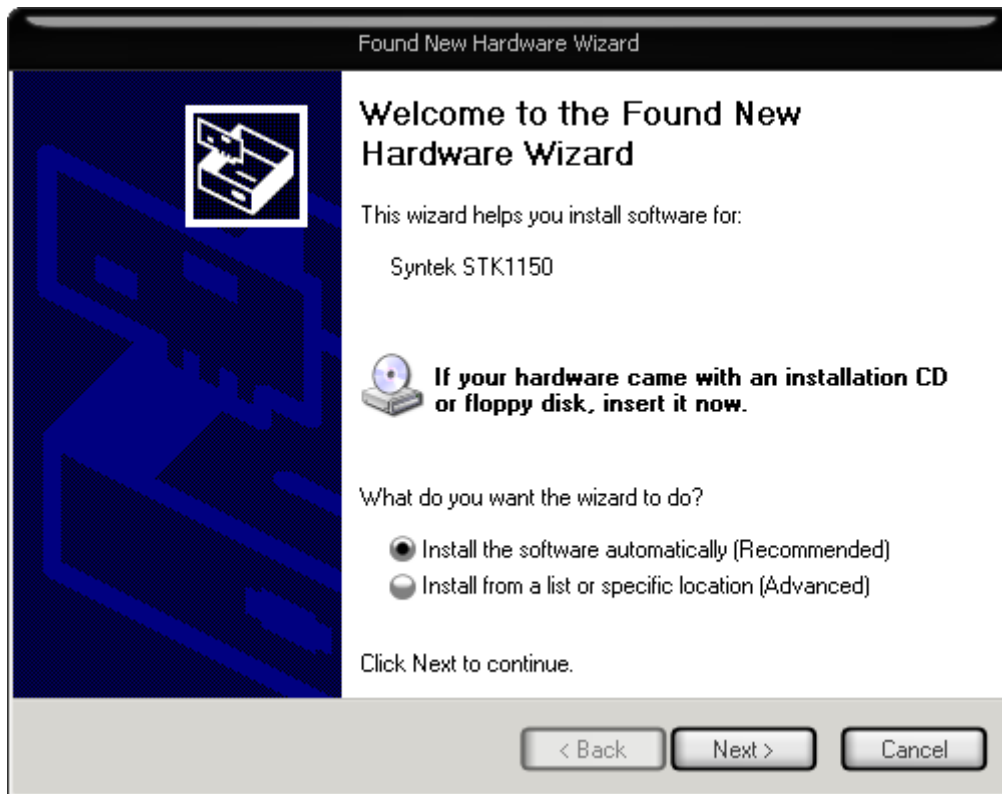 Found New Hardware Wizard
Welcome to the Found New
Hardware Wizard
This wizard helps you install software for:
Syntek STK1150
If your hardware came with an installation CD
or floppy disk, insert it now.
What do you want the wizard to do?
Install the software automatically (Recommended)
Install from a list or specific location (Advanced)
Click Next to continue.
< Back
Next >
Cancel